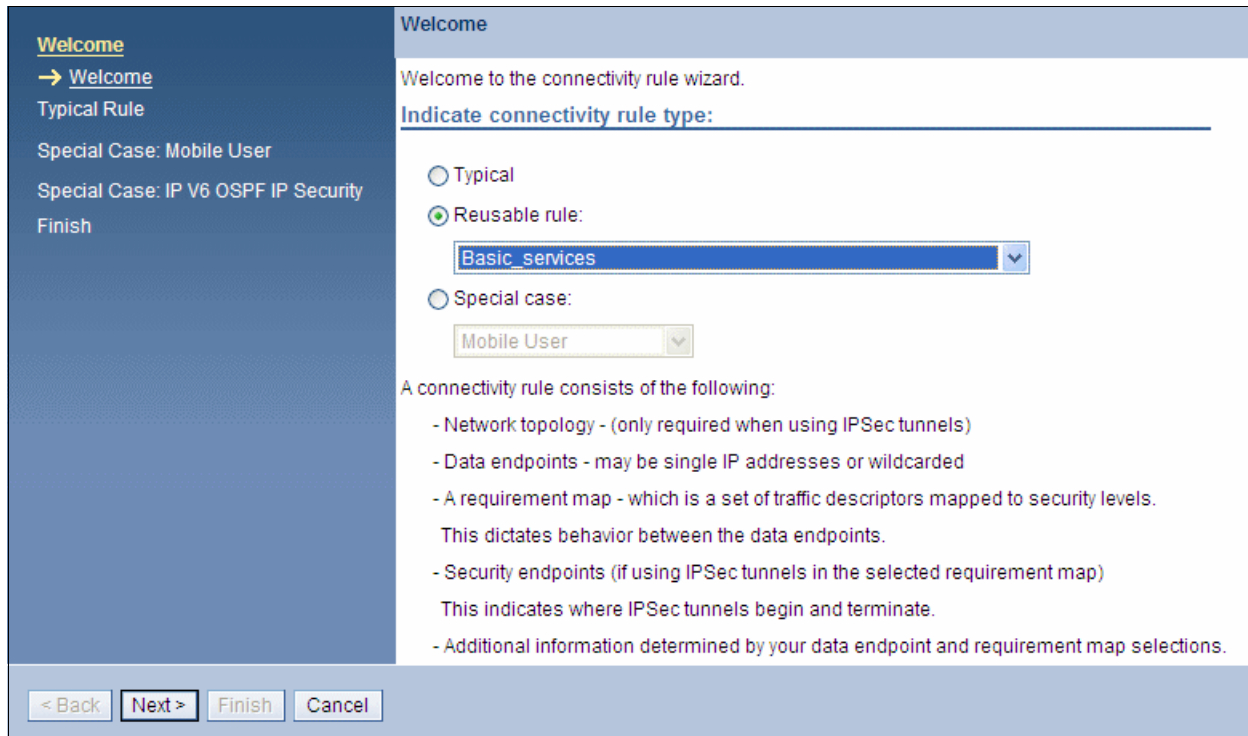 Welcome
→ Welcome
Typical Rule
Special Case: Mobile User
Special Case: IP V6 OSPF IP Security
Finish
Welcome
Welcome to the connectivity rule wizard.
Indicate connectivity rule type:
Typical
Reusable rule:
Basic_services
Special case:
Mobile User
A connectivity rule consists of the following:
- Network topology - (only required when using IPSec tunnels)
- Data endpoints - may be single IP addresses or wildcarded
- A requirement map - which is a set of traffic descriptors mapped to security levels.
This dictates behavior between the data endpoints.
- Security endpoints (if using IPSec tunnels in the selected requirement map)
This indicates where IPSec tunnels begin and terminate.
- Additional information determined by your data endpoint and requirement map selections.
< Back Next > Finish Cancel